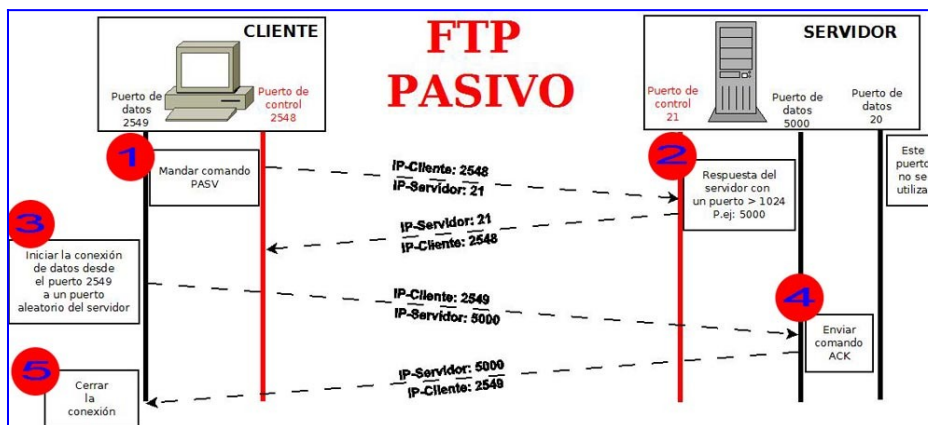 CLIENTE
Puerto de
datos
2549
Puerto de
control
2548
FTP
PASIVO
SERVIDOR
Puerto de
control
21
Puerto de
datos
5000
Puerto de
datos
20
1
Mandar comando
PASV
IP-Cliente: 2548
IP-Servidor: 21
2
Respuesta del
servidor con
un puerto > 1024
P.ej: 5000
Este
puerto
no se
utiliza
IP-Servidor: 21
IP-Cliente: 2548
3
Iniciar la conexión
de datos desde
el puerto 2549
a un puerto
aleatorio del servidor
IP-Cliente: 2549
IP-Servidor: 5000
4
Enviar
comando
ACK
IP-Servidor: 5000
IP-Cliente: 2549
5
Cerrar
la
conexión